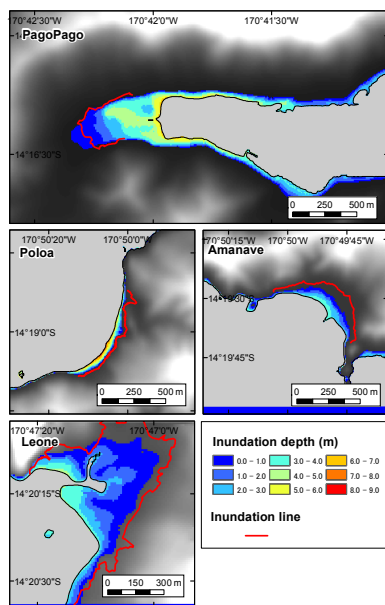 170°42'30"W 170°42'0"W 170°41'30"W
PagoPago
14°16'30"S
0 250 500 m
170°50'20"W 170°50'0"W
Poloa
14°19'0"S
0 250 500 m
170°50'15"W 170°50'W 170°49'45"W
Amanave
14°19'30"S
14°19'45"S
0 250 500 m
170°47'20"W 170°47'0"W
Leone
14°20'15"S
14°20'30"S
0 150 300 m
Inundation depth (m)
0.0 – 1.0 3.0 – 4.0 6.0 – 7.0
1.0 – 2.0 4.0 – 5.0 7.0 – 8.0
2.0 – 3.0 5.0 – 6.0 8.0 – 9.0
Inundation line